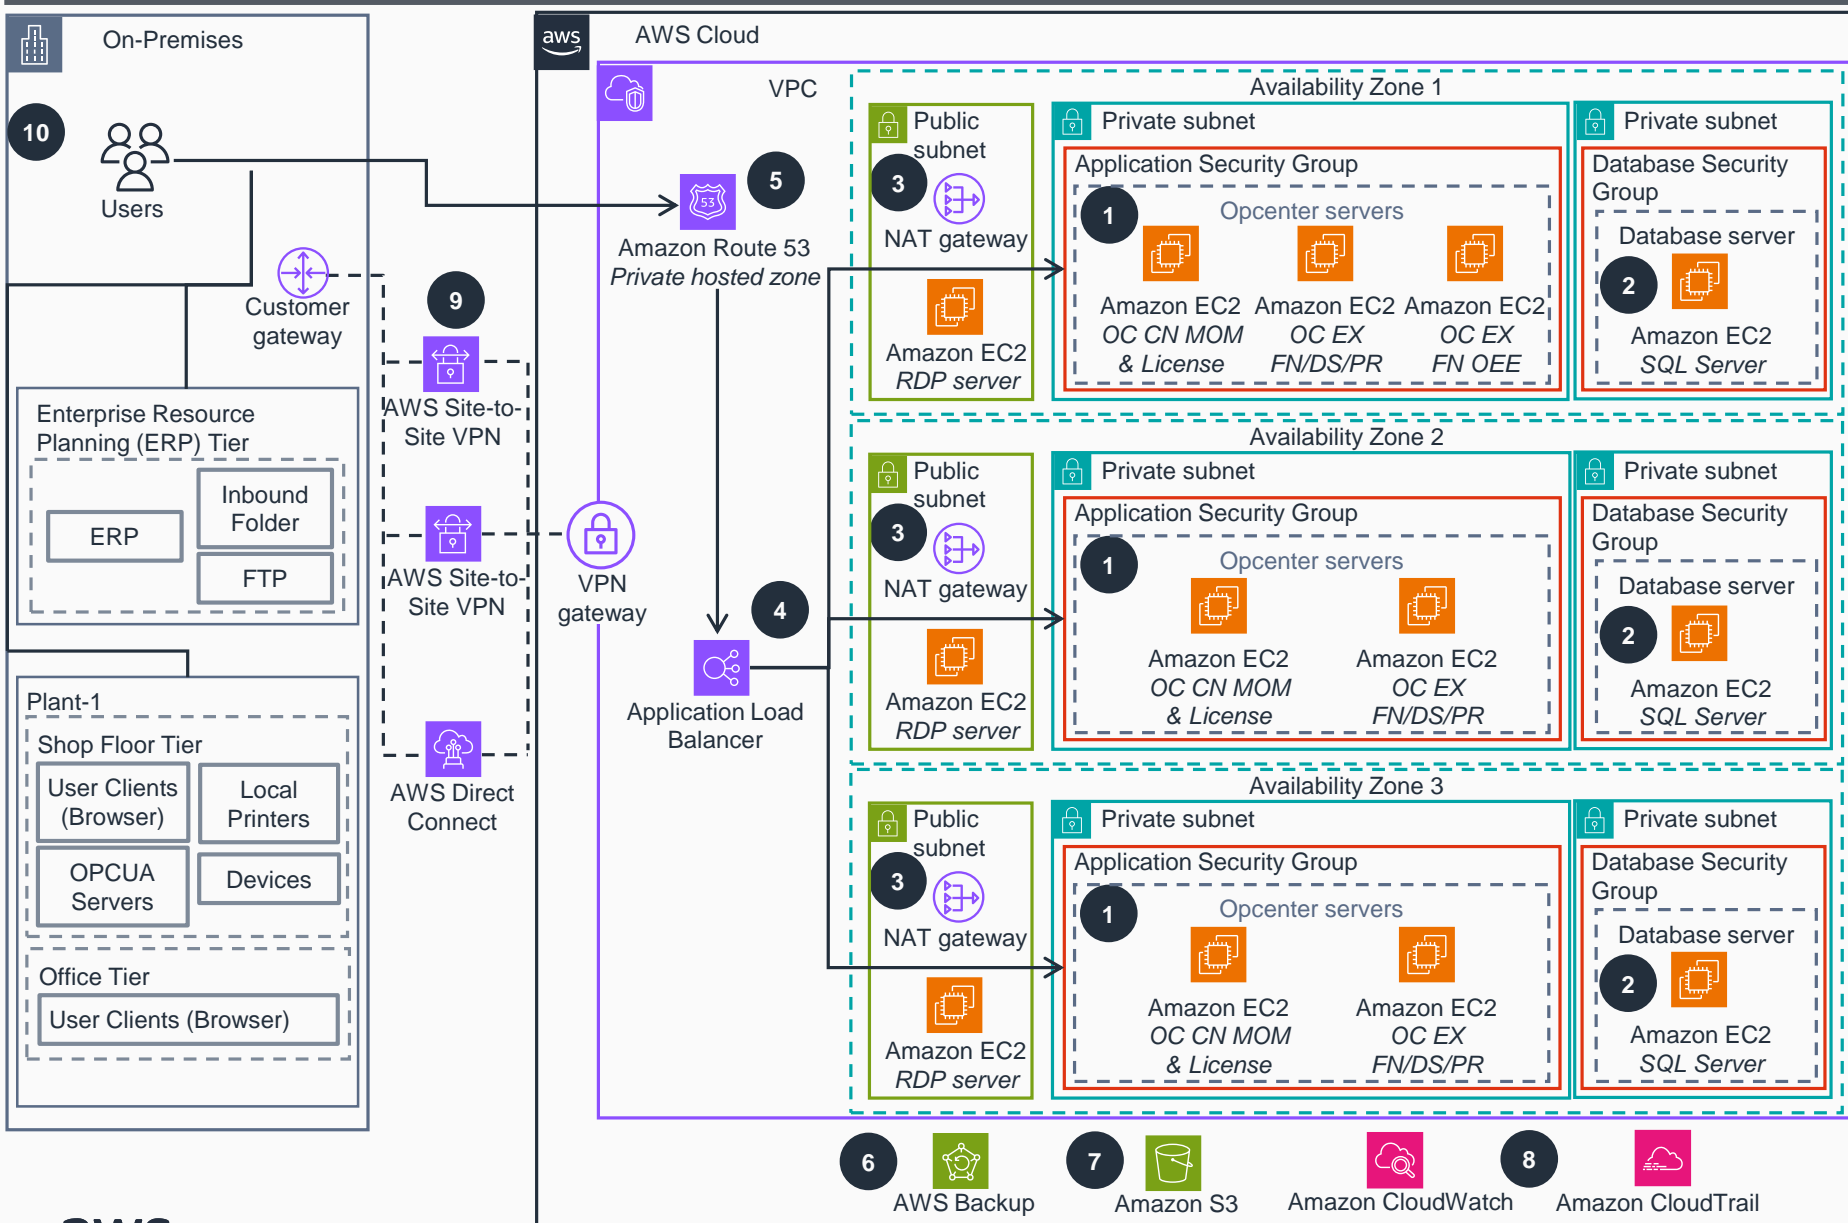 On-Premises
10
Users
Customer
gateway
Enterprise Resource
Planning (ERP) Tier
ERP
Inbound
Folder
FTP
Plant-1
Shop Floor Tier
User Clients
(Browser)
Local
Printers
OPCUA
Servers
Devices
Office Tier
User Clients (Browser)
9
AWS Site-to-
Site VPN
AWS Site-to-
Site VPN
AWS Direct
Connect
aws
AWS Cloud
VPC
VPN
gateway
53
5
Amazon Route 53
Private hosted zone
4
Application Load
Balancer
Availability Zone 1
Public
subnet
3
NAT gateway
Amazon EC2
RDP server
Private subnet
Application Security Group
1
Opcenter servers
Amazon EC2
OC CN MOM
& License
Amazon EC2
OC EX
FN/DS/PR
Amazon EC2
OC EX
FN OEE
Private subnet
Database Security
Group
Database server
2
Amazon EC2
SQL Server
Availability Zone 2
Public
subnet
3
NAT gateway
Amazon EC2
RDP server
Private subnet
Application Security Group
1
Opcenter servers
Amazon EC2
OC CN MOM
& License
Amazon EC2
OC EX
FN/DS/PR
Private subnet
Database Security
Group
Database server
2
Amazon EC2
SQL Server
Availability Zone 3
Public
subnet
3
NAT gateway
Amazon EC2
RDP server
Private subnet
Application Security Group
1
Opcenter servers
Amazon EC2
OC CN MOM
& License
Amazon EC2
OC EX
FN/DS/PR
Private subnet
Database Security
Group
Database server
2
Amazon EC2
SQL Server
6
AWS Backup
7
Amazon S3
Amazon CloudWatch
8
Amazon CloudTrail
aws